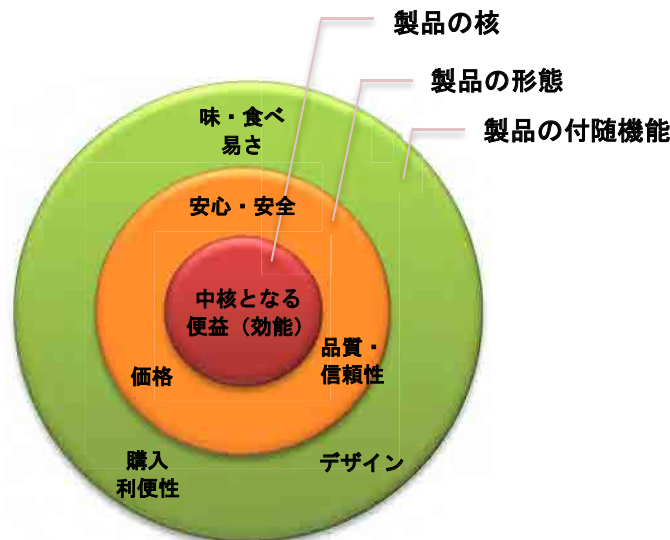 製品の核
製品の形態
製品の付随機能
味・食べ
易さ
安心・安全
中核となる
便益（効能）
品質・
信頼性
価格
購入
利便性
デザイン